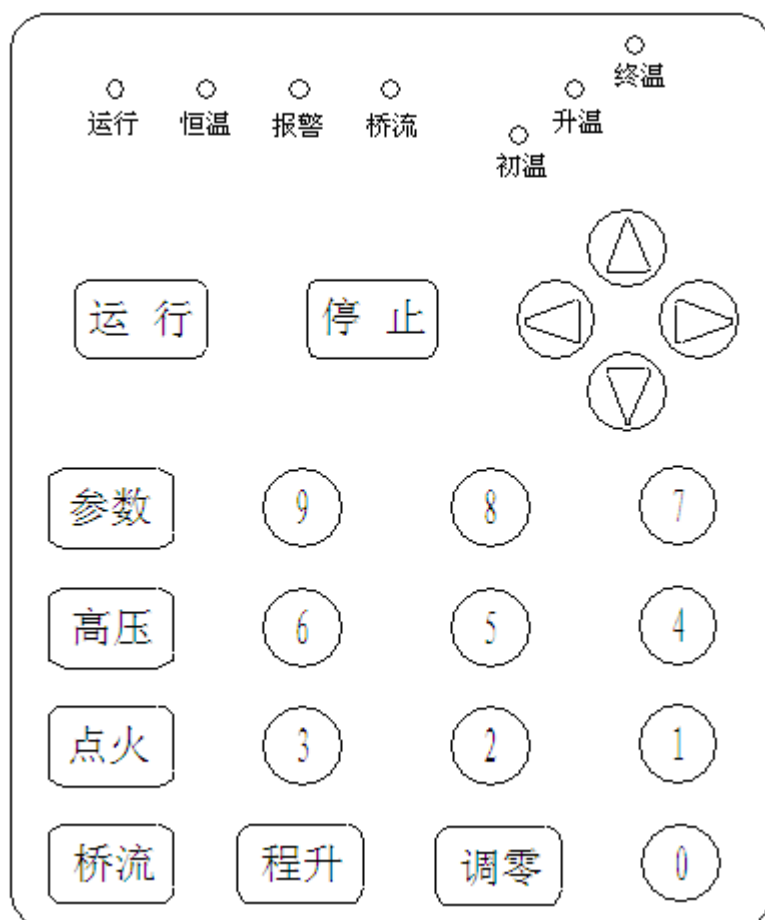 终温
运行 恒温 报警 桥流 升温
初温
运 行 停 止
参数 9 8 7
高压 6 5 4
点火 3 2 1
桥流 程升 调零 0